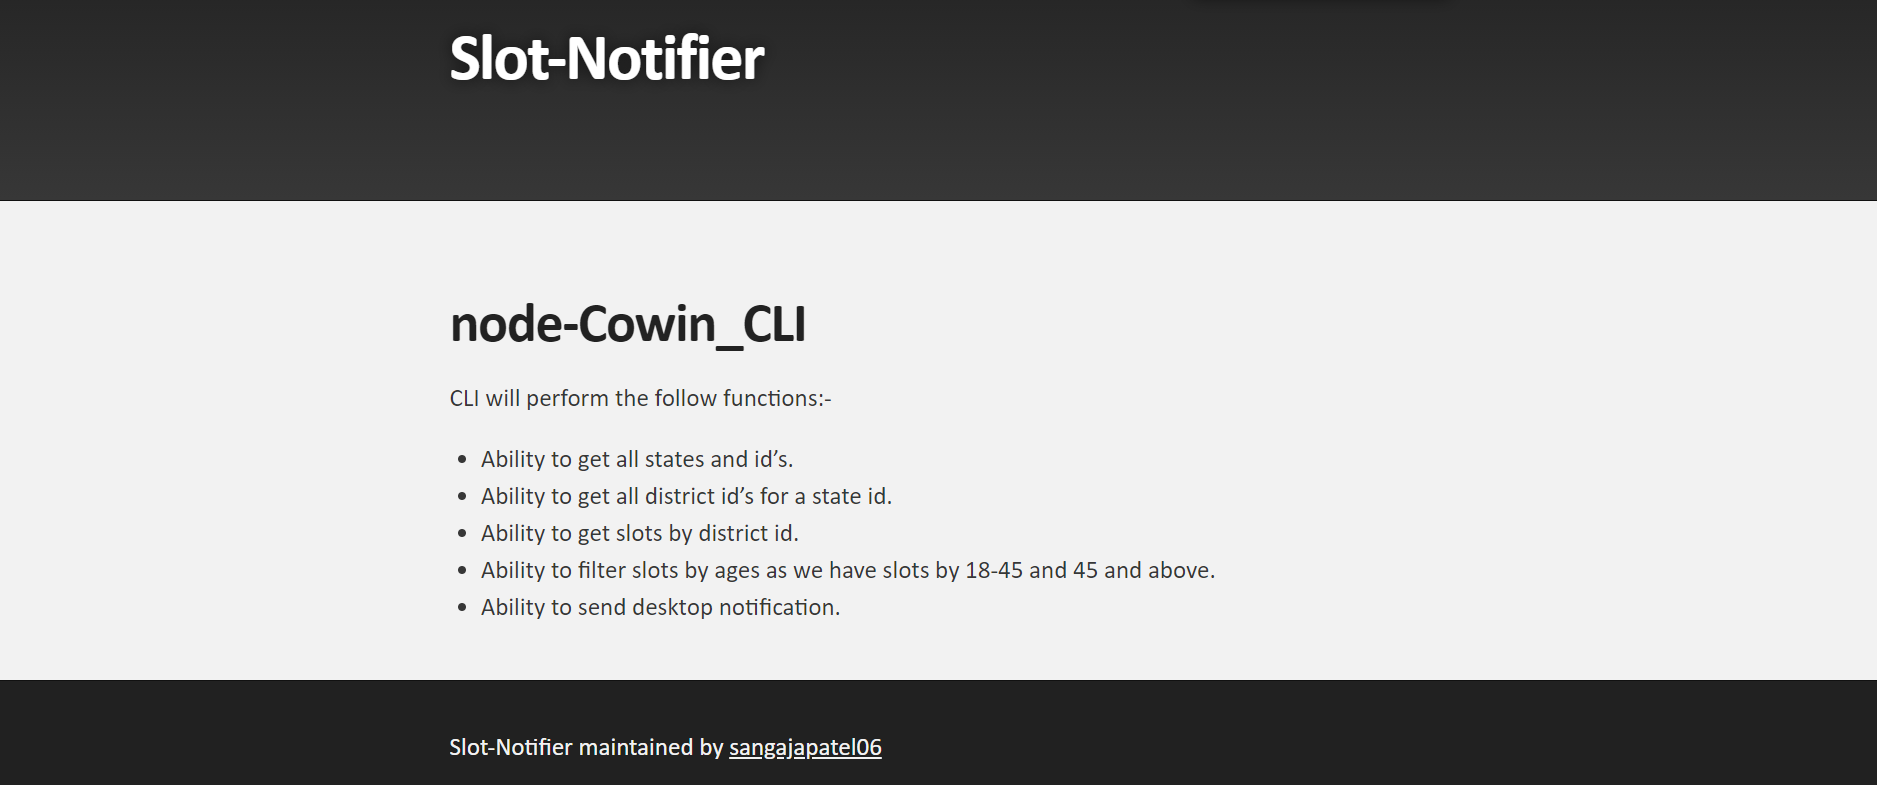 Slot-Notifier
node-Cowin_CLI
CLI will perform the follow functions:-
• Ability to get all states and id’s.
• Ability to get all district id’s for a state id.
• Ability to get slots by district id.
• Ability to filter slots by ages as we have slots by 18-45 and 45 and above.
• Ability to send desktop notification.
Slot-Notifier maintained by sangajapatel06